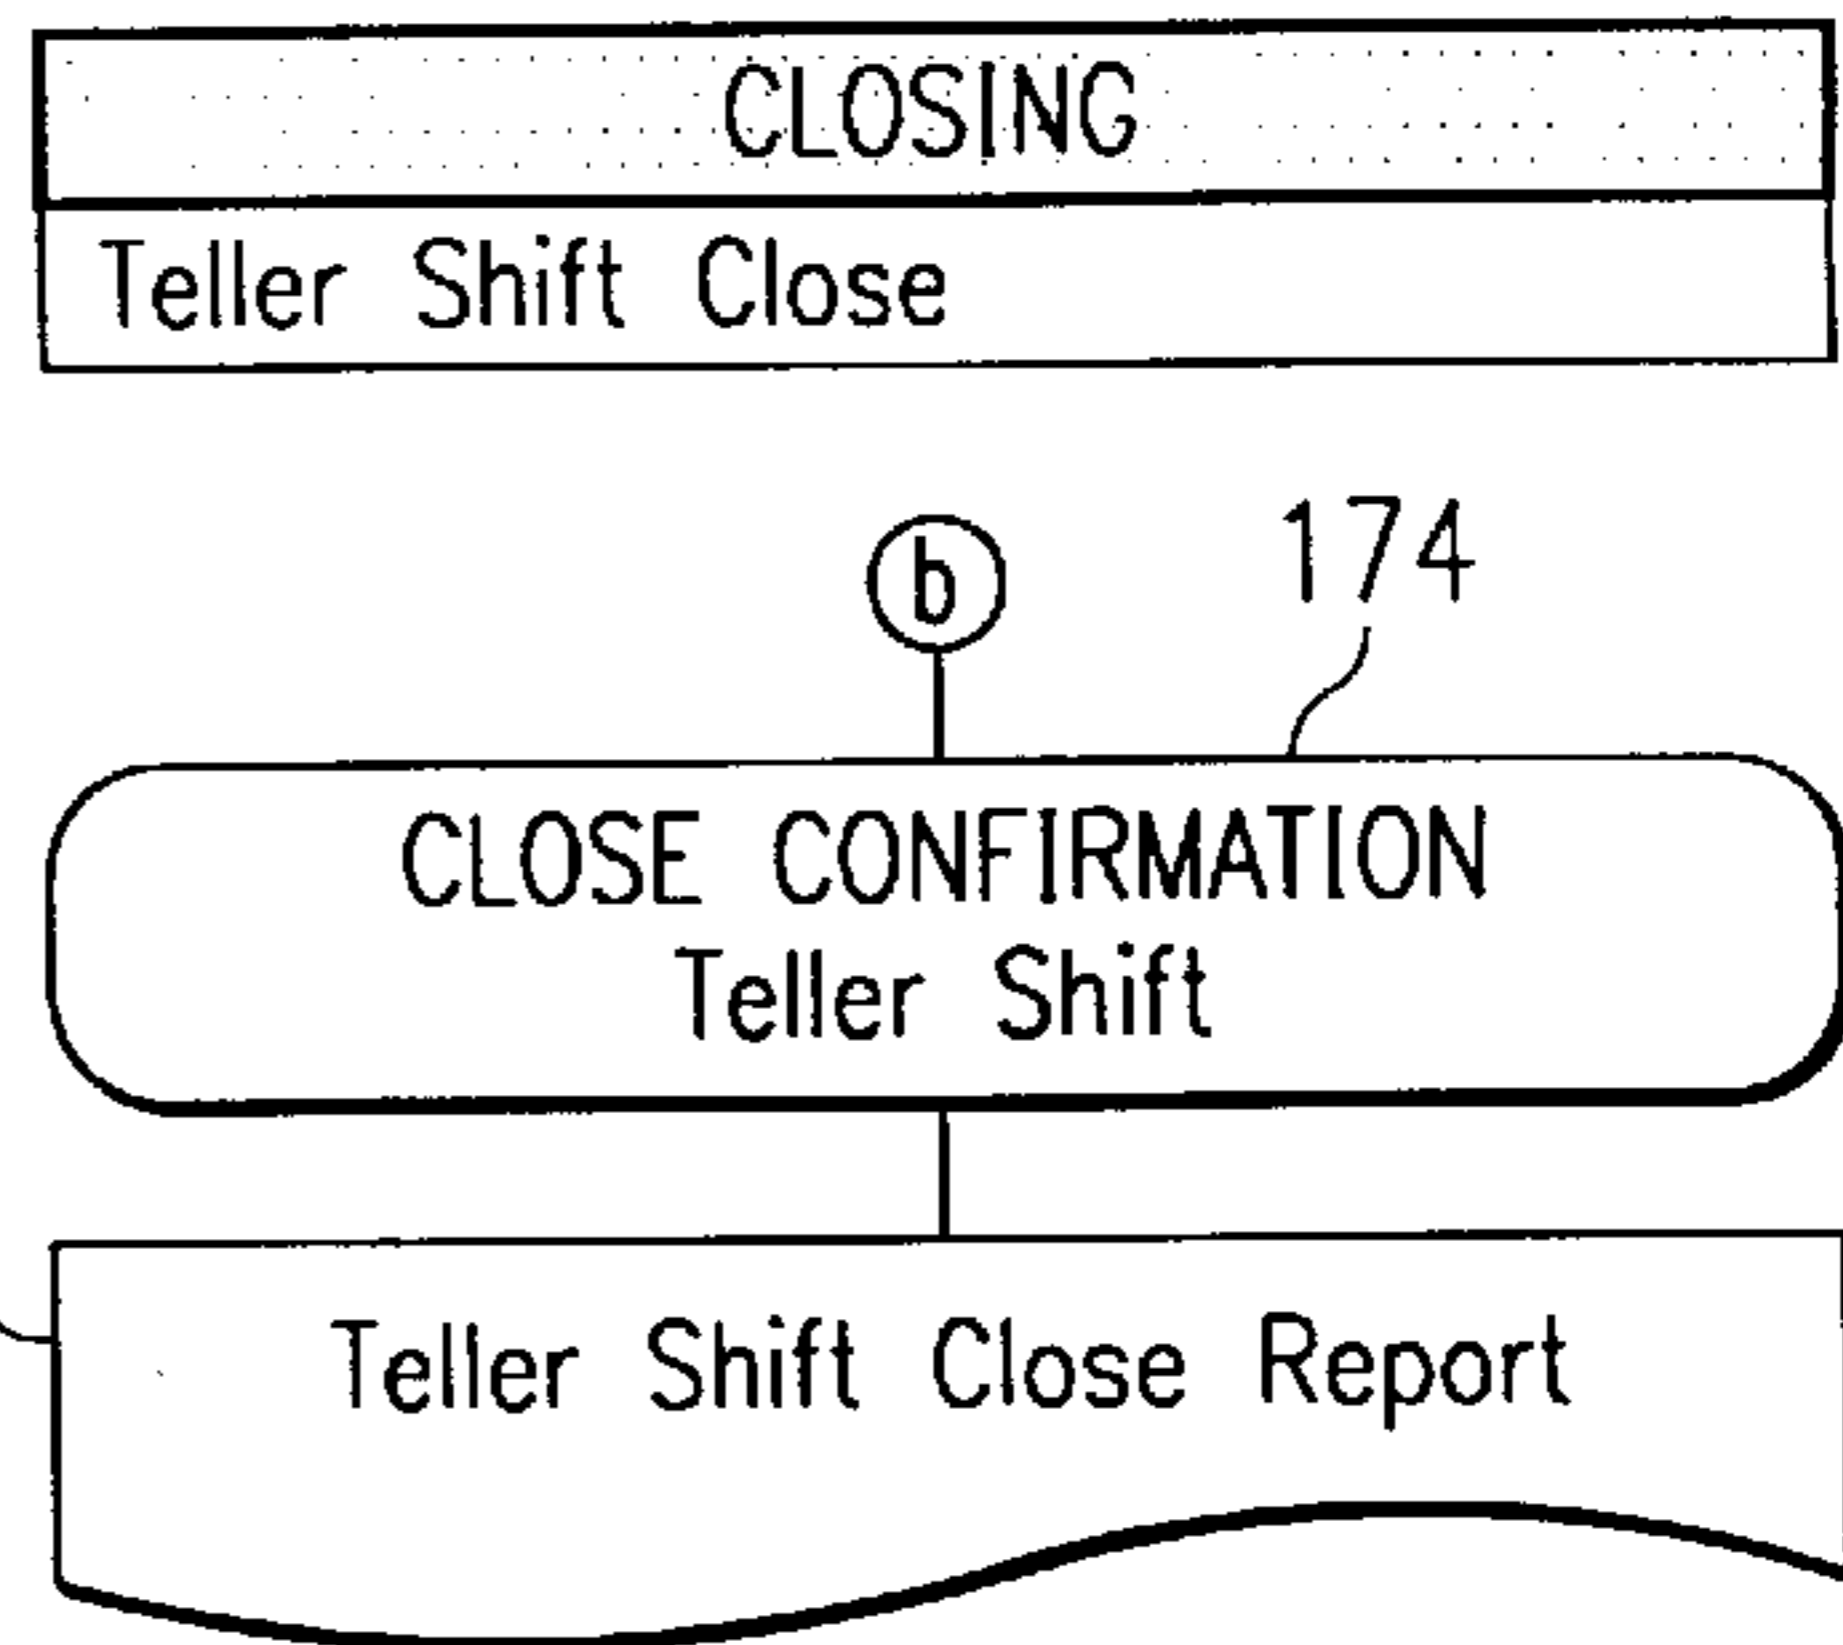 CLOSING
Teller Shift Close
b
174
CLOSE CONFIRMATION
Teller Shift
Teller Shift Close Report